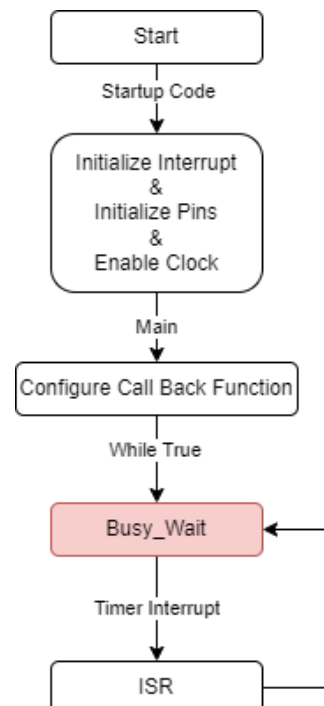 Start
Startup Code
Initialize Interrupt
&
Initialize Pins
&
Enable Clock
Main
Configure Call Back Function
While True
Busy_Wait
Timer Interrupt
ISR